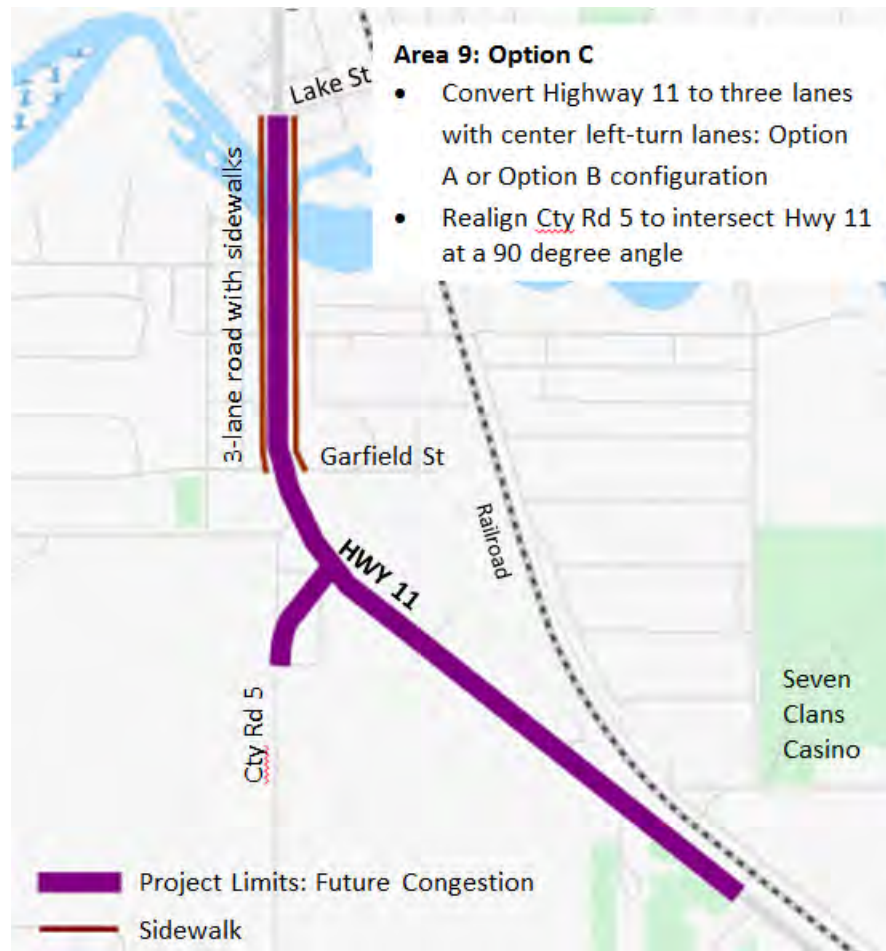 Area 9: Option C
• Convert Highway 11 to three lanes
with center left-turn lanes: Option
A or Option B configuration
• Realign Cty Rd 5 to intersect Hwy 11
at a 90 degree angle
Lake St
3-lane road with sidewalks
Garfield St
HWY 11
Railroad
Cty Rd 5
Seven
Clans
Casino
Project Limits: Future Congestion
Sidewalk